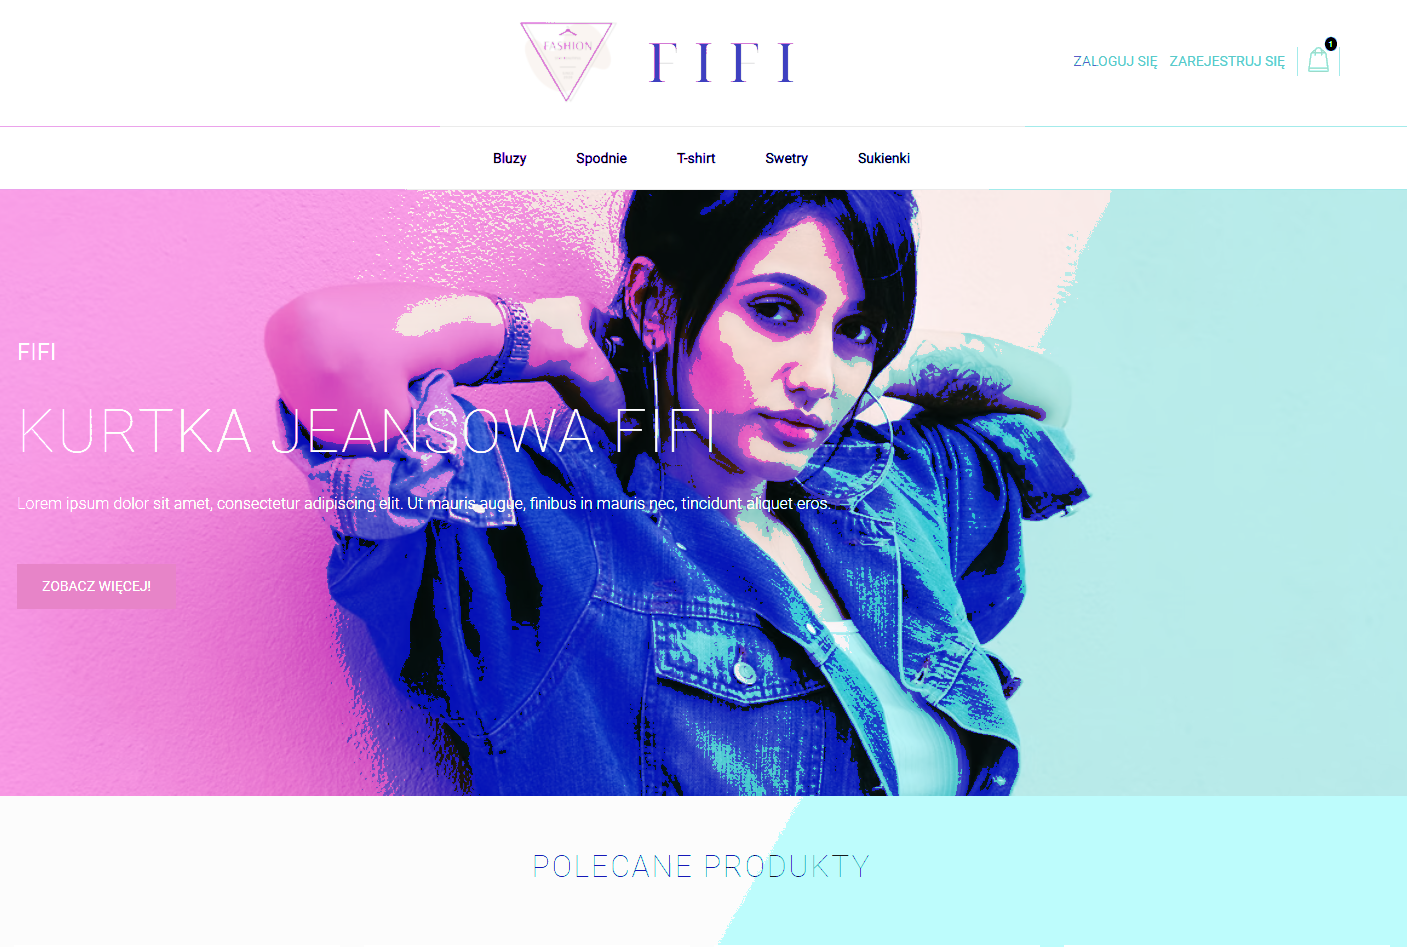 FASHION
FIFI
ZALOGUJ SIĘ ZAREJESTRUJ SIĘ 1
Bluzy Spodnie T-shirt Swetry Sukienki
FIFI
KURTKA JEANSOWA FIFI
Lorem ipsum dolor sit amet, consectetur adipiscing elit. Ut mauris augue, finibus in mauris nec, tincidunt aliquet eros.
ZOBACZ WIĘCEJ!
POLECANE PRODUKTY